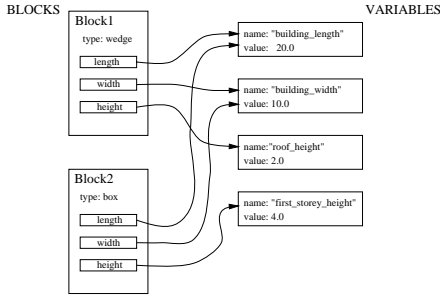 BLOCKS
VARIABLES
Block1
type: wedge
length
width
height
Block2
type: box
length
width
height
name: "building_length"
value: 20.0
name: "building_width"
value: 10.0
name:"roof_height"
value: 2.0
name: "first_storey_height"
value: 4.0